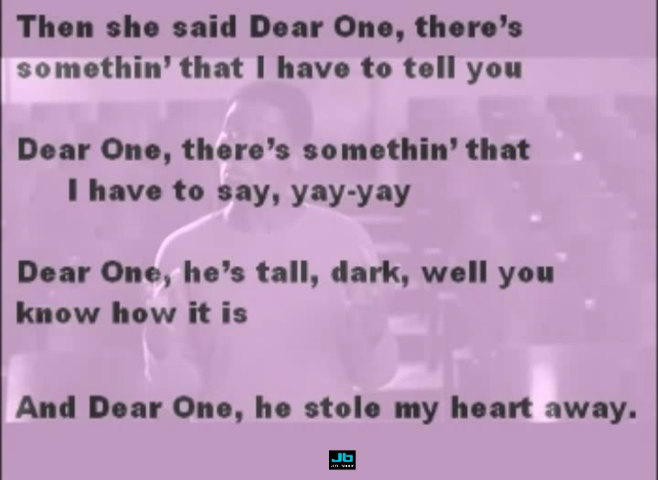 Then she said Dear One, there's
somethin' that I have to tell you
Dear One, there's somethin' that
I have to say, yay-yay
Dear One, he's tall, dark, well you
know how it is
And Dear One, he stole my heart away.
Jb